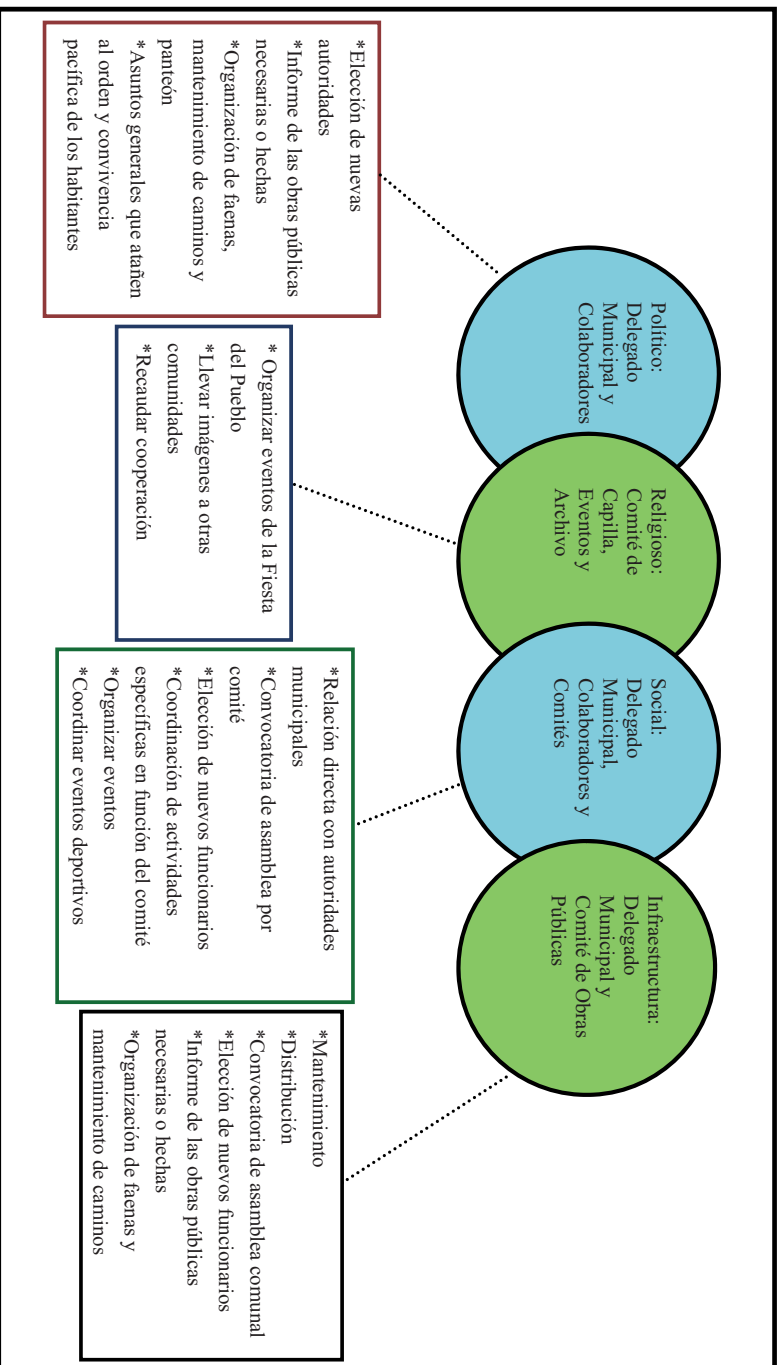 Político:
Delegado
Municipal y
Colaboradores
Religioso:
Comité de
Capilla,
Eventos y
Archivo
Social:
Delegado
Municipal,
Colaboradores y
Comités
Infraestructura:
Delegado
Municipal y
Comité de Obras
Públicas
*Elección de nuevas
autoridades
*Informe de las obras públicas
necesarias o hechas
*Organización de faenas,
mantenimiento de caminos y
panteón
*Asuntos generales que atañen
al orden y convivencia
pacífica de los habitantes
* Organizar eventos de la Fiesta
del Pueblo
*Llevar imágenes a otras
comunidades
*Recaudar cooperación
*Relación directa con autoridades
municipales
*Convocatoria de asamblea por
comité
*Elección de nuevos funcionarios
*Coordinación de actividades
específicas en función del comité
*Organizar eventos
*Coordinar eventos deportivos
*Mantenimiento
*Distribución
*Convocatoria de asamblea comunal
*Elección de nuevos funcionarios
*Informe de las obras públicas
necesarias o hechas
*Organización de faenas y
mantenimiento de caminos